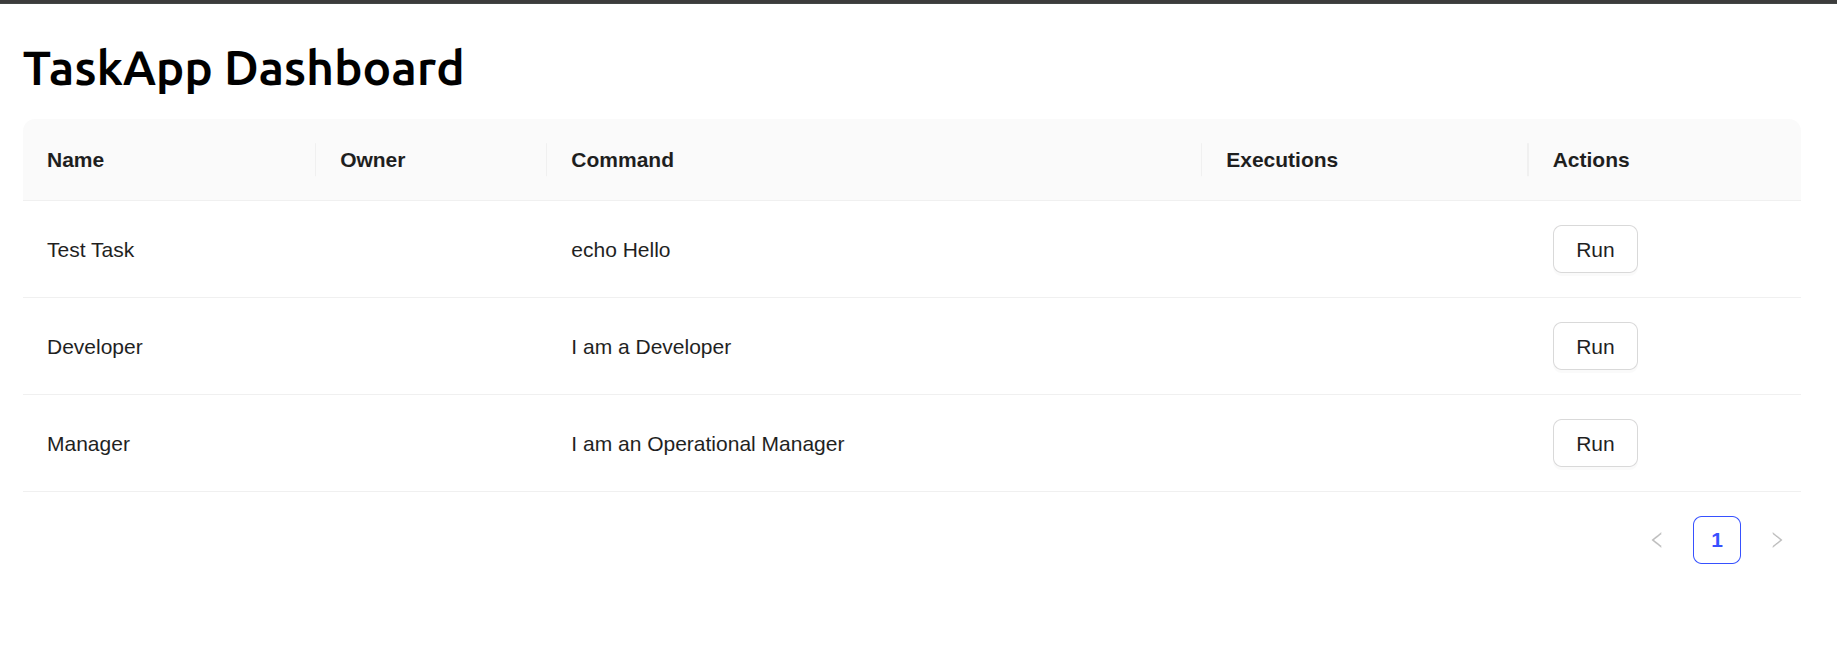 TaskApp Dashboard
Name Owner Command Executions Actions
Test Task echo Hello Run
Developer I am a Developer Run
Manager I am an Operational Manager Run
1